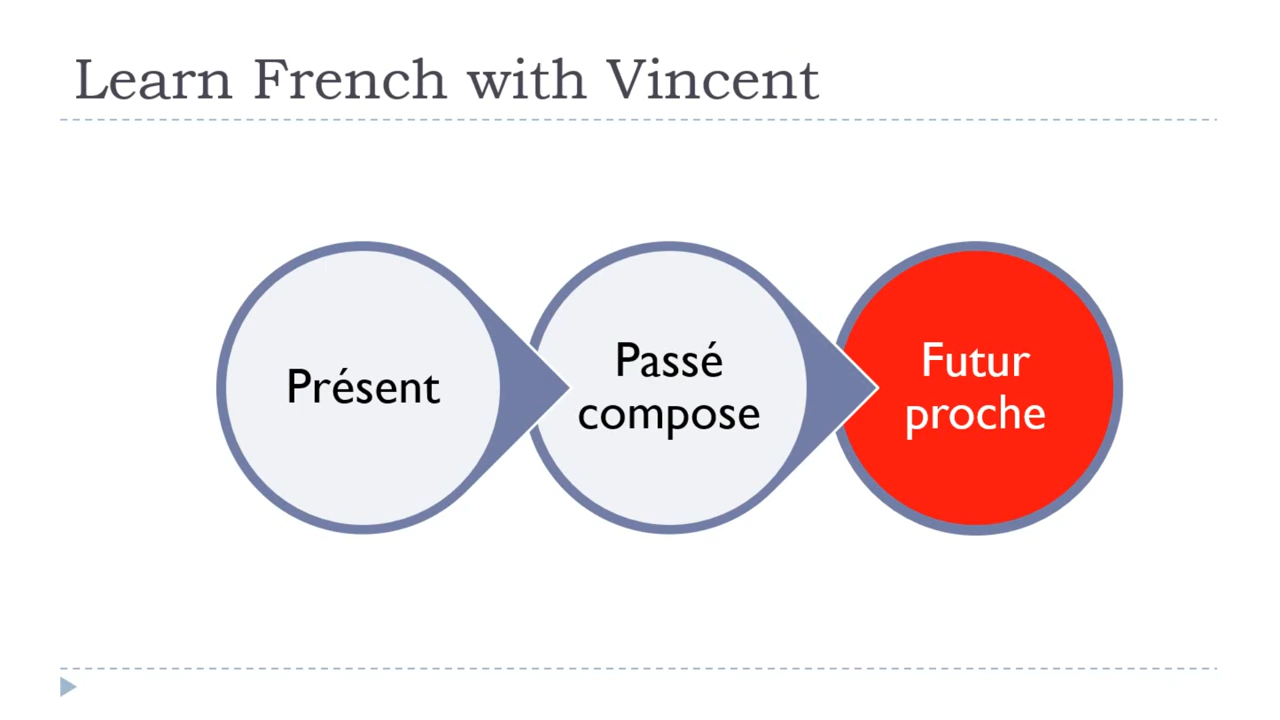 Learn French with Vincent
Présent
Passé
compose
Futur
proche